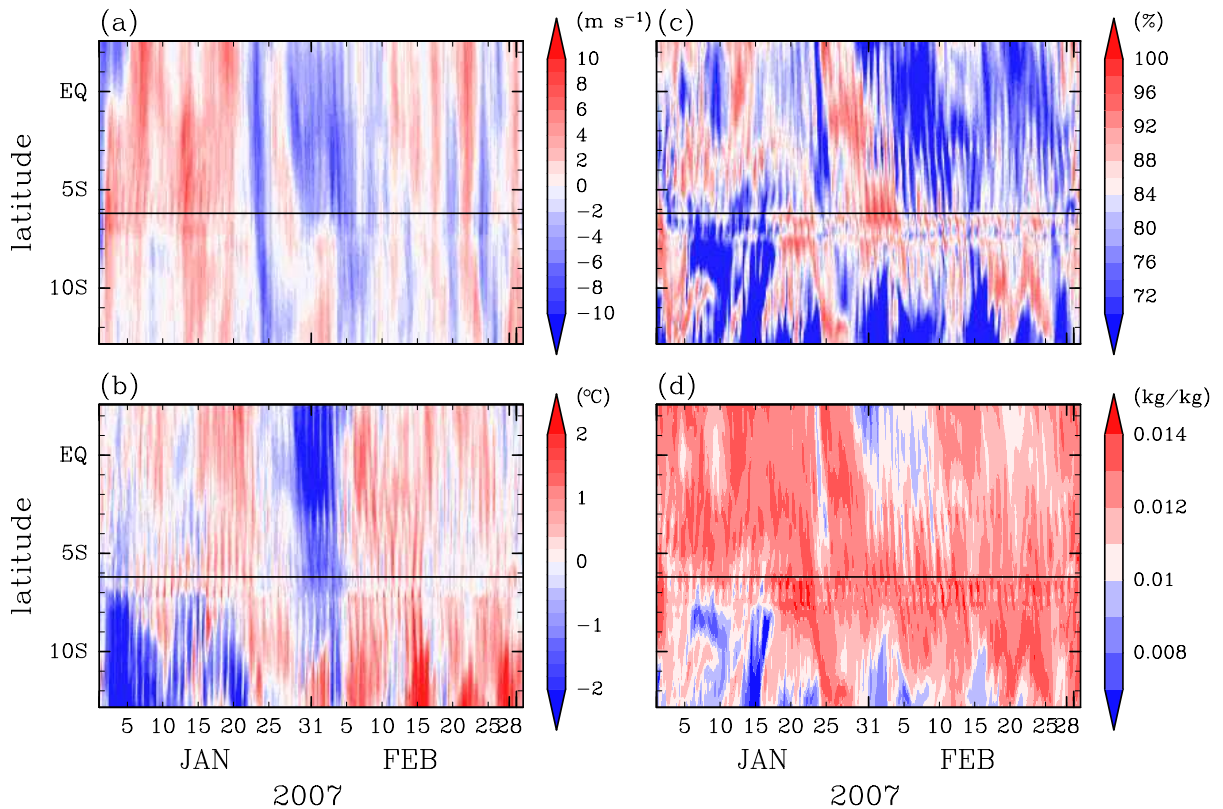 (a)
(m s⁻¹)
(c)
(%)
latitude
EQ
5S
10S
10
8
6
4
2
0
−2
−4
−6
−8
−10
100
96
92
88
84
80
76
72
(b)
(°C)
(d)
(kg/kg)
latitude
EQ
5S
10S
2
1
0
−1
−2
0.014
0.012
0.01
0.008
5 10 15 20 25 31 5 10 15 20 25 28
5 10 15 20 25 31 5 10 15 20 25 28
JAN FEB
JAN FEB
2007
2007